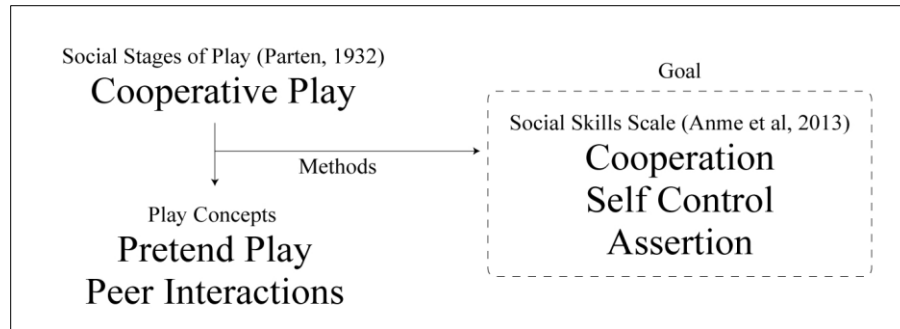 Social Stages of Play (Parten, 1932)
Cooperative Play
Methods
Play Concepts
Pretend Play
Peer Interactions
Goal
Social Skills Scale (Anme et al, 2013)
Cooperation
Self Control
Assertion